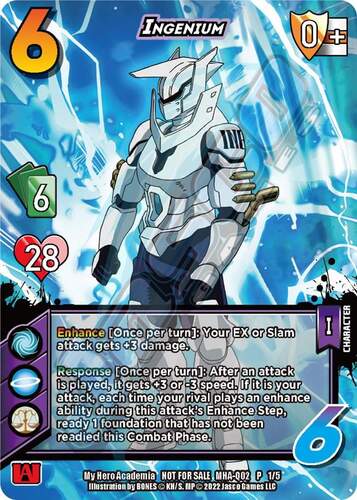 Ingenium
6
0 +
6
28
Enhance [Once per turn]: Your EX or Slam
attack gets +3 damage.
Response [Once per turn]: After an attack
is played, it gets +3 or -3 speed. If it is your
attack, each time your rival plays an enhance
ability during this attack's Enhance Step,
ready 1 foundation that has not been
readied this Combat Phase.
I
CHARACTER
6
My Hero Academia NOT FOR SALE MHA-Q02 P 1/5
Illustration by BONES © KH/S, MP © 2022 Jasco Games LLC